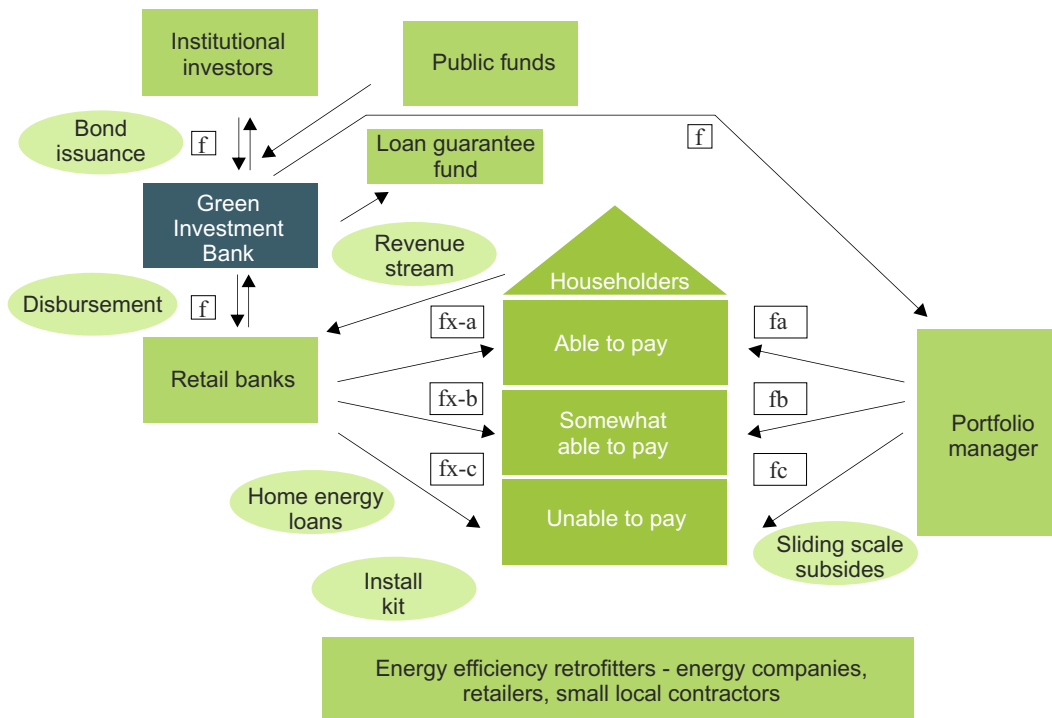 Institutional
investors
Public funds
Bond
issuance
f
f
Loan guarantee
fund
Green
Investment
Bank
Revenue
stream
Disbursement
f
Householders
fx-a
fa
Able to pay
Retail banks
fx-b
fb
Somewhat
able to pay
Portfolio
manager
fx-c
fc
Home energy
loans
Unable to pay
Sliding scale
subsides
Install
kit
Energy efficiency retrofitters - energy companies,
retailers, small local contractors